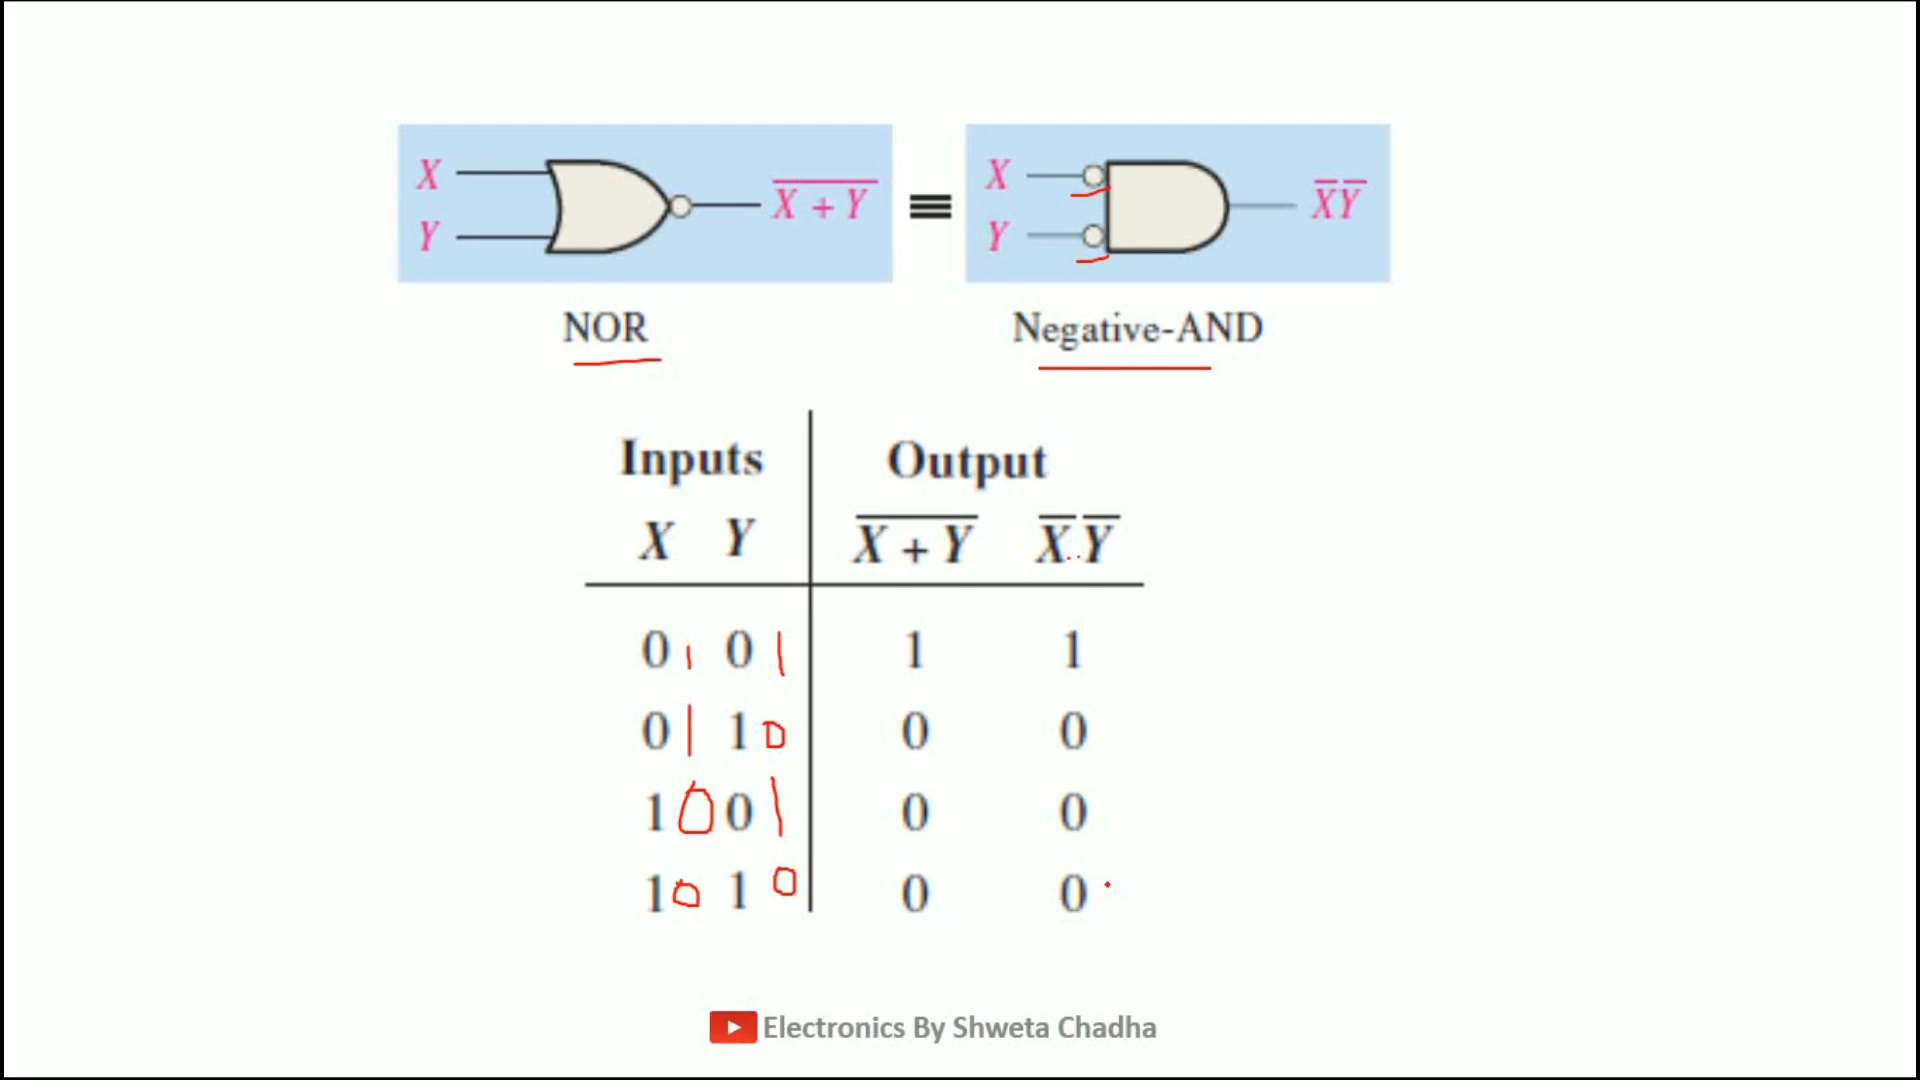 X
Y
X̅ ̅+̅ ̅Y̅
≡
X
Y
X̅Y̅
NOR
Negative-AND
Inputs Output
X Y X̅ ̅+̅ ̅Y̅ X̅ Y̅
0 1 0 1 1 1
0 1 1 0 0 0
1 0 0 1 0 0
1 0 1 0 0 0
Electronics By Shweta Chadha